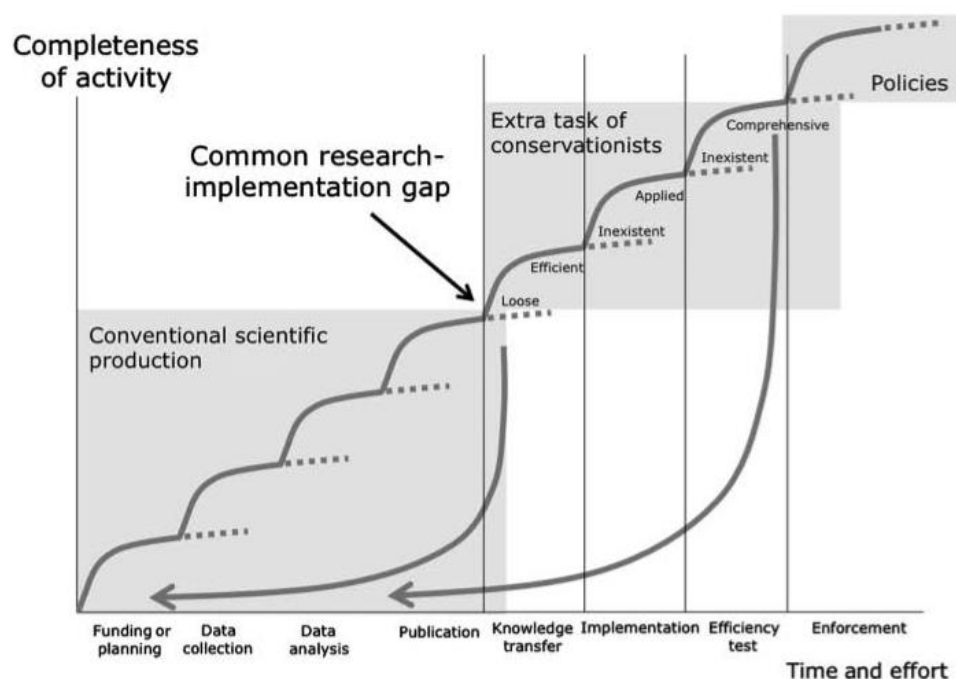 Completeness
of activity
Policies
Extra task of
conservationists
Comprehensive
Common research-
implementation gap
Inexistent
Applied
Inexistent
Efficient
Loose
Conventional scientific
production
Funding or
planning
Data
collection
Data
analysis
Publication
Knowledge
transfer
Implementation
Efficiency
test
Enforcement
Time and effort